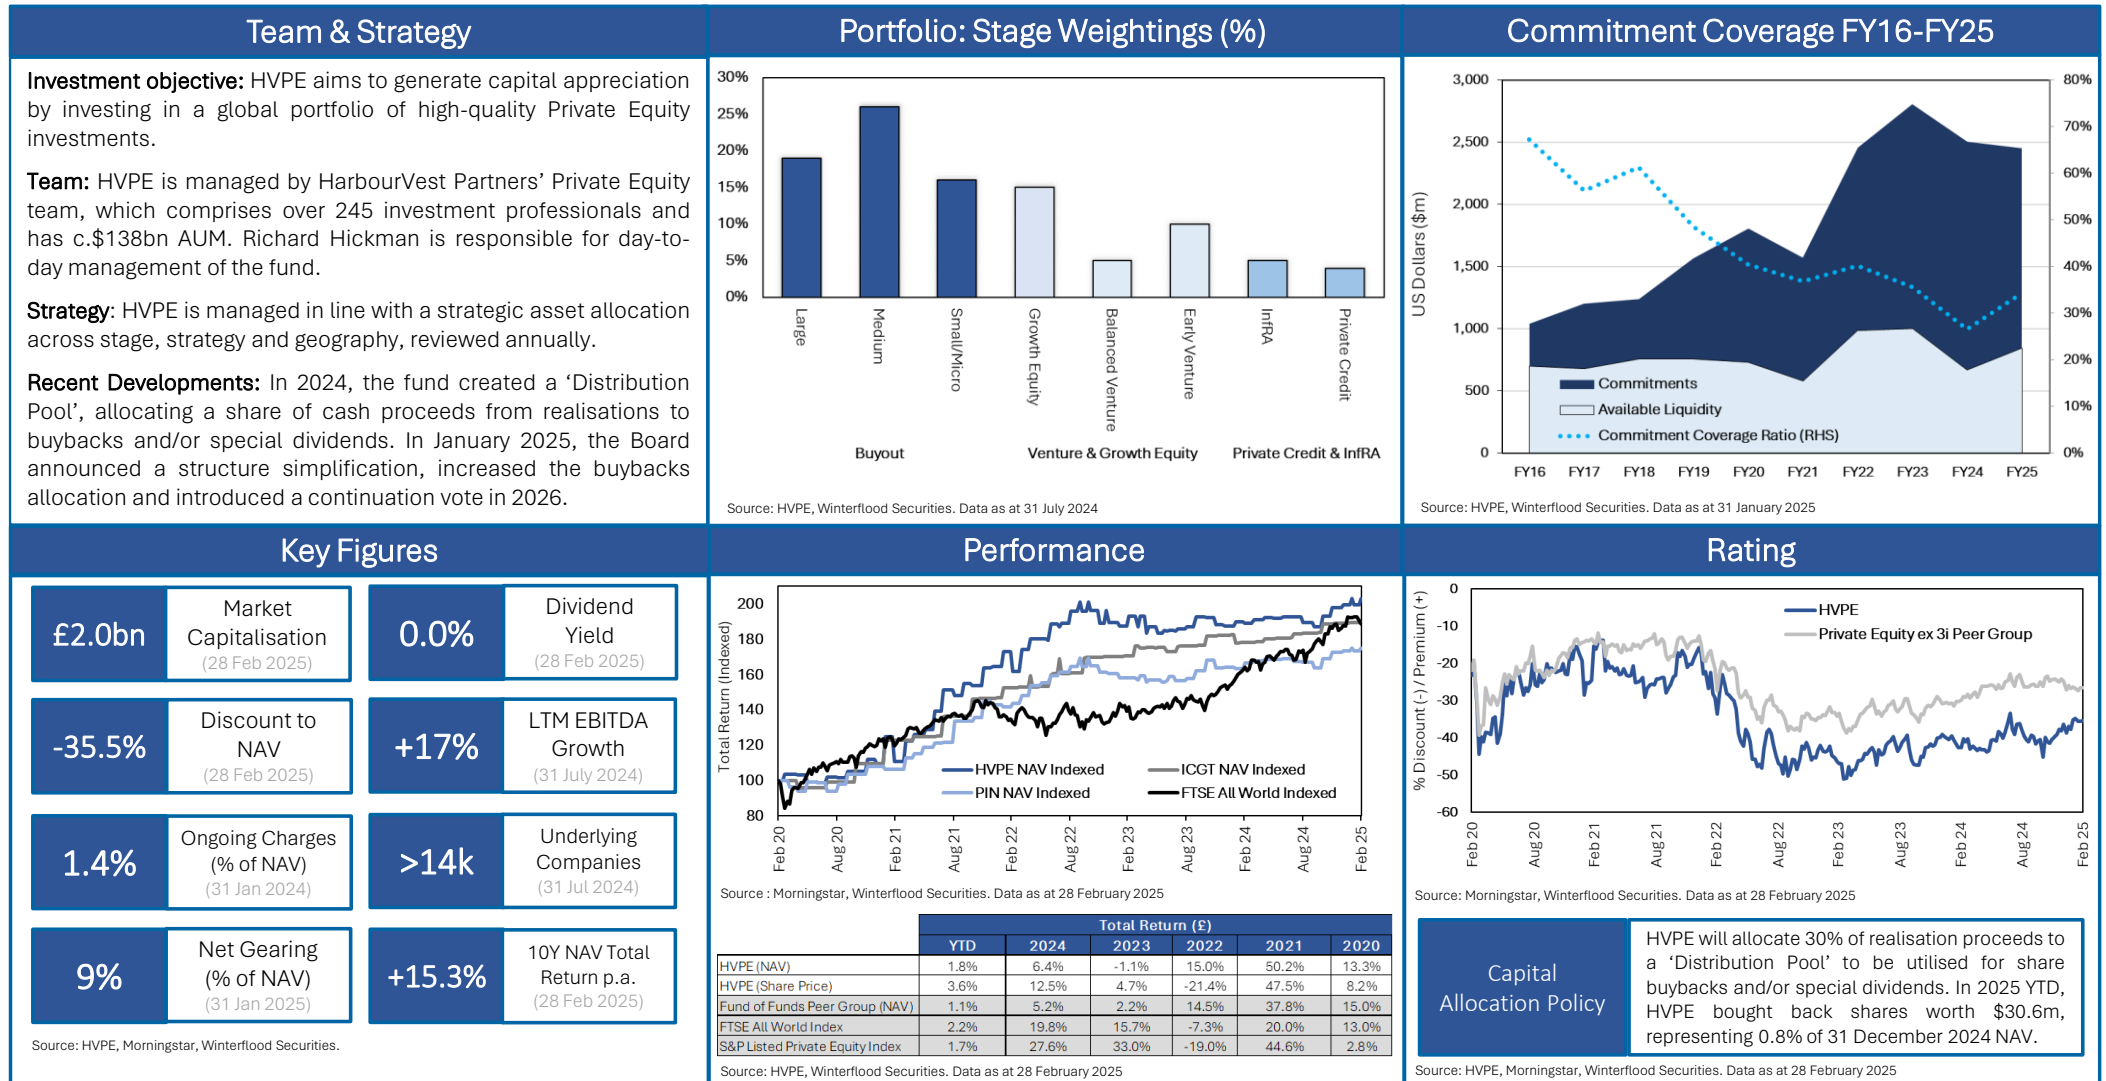 Team & Strategy
Investment objective: HVPE aims to generate capital appreciation
by investing in a global portfolio of high-quality Private Equity
investments.
Team: HVPE is managed by HarbourVest Partners’ Private Equity
team, which comprises over 245 investment professionals and
has c.$138bn AUM. Richard Hickman is responsible for day-to-
day management of the fund.
Strategy: HVPE is managed in line with a strategic asset allocation
across stage, strategy and geography, reviewed annually.
Recent Developments: In 2024, the fund created a ‘Distribution
Pool’, allocating a share of cash proceeds from realisations to
buybacks and/or special dividends. In January 2025, the Board
announced a structure simplification, increased the buybacks
allocation and introduced a continuation vote in 2026.
Portfolio: Stage Weightings (%)
30%
25%
20%
15%
10%
5%
0%
Large
Medium
Small/Micro
Growth Equity
Balanced Venture
Early Venture
InfRA
Private Credit
Buyout
Venture & Growth Equity
Private Credit & InfRA
Source: HVPE, Winterflood Securities. Data as at 31 July 2024
Commitment Coverage FY16-FY25
US Dollars ($m)
3,000
2,500
2,000
1,500
1,000
500
0
80%
70%
60%
50%
40%
30%
20%
10%
0%
Commitments
Available Liquidity
Commitment Coverage Ratio (RHS)
FY16 FY17 FY18 FY19 FY20 FY21 FY22 FY23 FY24 FY25
Source: HVPE, Winterflood Securities. Data as at 31 January 2025
Key Figures
£2.0bn
Market
Capitalisation
(28 Feb 2025)
0.0%
Dividend
Yield
(28 Feb 2025)
-35.5%
Discount to
NAV
(28 Feb 2025)
+17%
LTM EBITDA
Growth
(31 July 2024)
1.4%
Ongoing Charges
(% of NAV)
(31 Jan 2024)
>14k
Underlying
Companies
(31 Jul 2024)
9%
Net Gearing
(% of NAV)
(31 Jan 2025)
+15.3%
10Y NAV Total
Return p.a.
(28 Feb 2025)
Source: HVPE, Morningstar, Winterflood Securities.
Performance
Total Return (Indexed)
200
180
160
140
120
100
80
HVPE NAV Indexed
ICGT NAV Indexed
PIN NAV Indexed
FTSE All World Indexed
Feb 20
Aug 20
Feb 21
Aug 21
Feb 22
Aug 22
Feb 23
Aug 23
Feb 24
Aug 24
Feb 25
Source : Morningstar, Winterflood Securities. Data as at 28 February 2025
Total Return (£)
YTD 2024 2023 2022 2021 2020
HVPE (NAV) 1.8% 6.4% -1.1% 15.0% 50.2% 13.3%
HVPE (Share Price) 3.6% 12.5% 4.7% -21.4% 47.5% 8.2%
Fund of Funds Peer Group (NAV) 1.1% 5.2% 2.2% 14.5% 37.8% 15.0%
FTSE All World Index 2.2% 19.8% 15.7% -7.3% 20.0% 13.0%
S&P Listed Private Equity Index 1.7% 27.6% 33.0% -19.0% 44.6% 2.8%
Source: HVPE, Winterflood Securities. Data as at 28 February 2025
Rating
% Discount (-) / Premium (+)
0
-10
-20
-30
-40
-50
-60
HVPE
Private Equity ex 3i Peer Group
Feb 20
Aug 20
Feb 21
Aug 21
Feb 22
Aug 22
Feb 23
Aug 23
Feb 24
Aug 24
Feb 25
Source: Morningstar, Winterflood Securities. Data as at 28 February 2025
Capital
Allocation Policy
HVPE will allocate 30% of realisation proceeds to
a ‘Distribution Pool’ to be utilised for share
buybacks and/or special dividends. In 2025 YTD,
HVPE bought back shares worth $30.6m,
representing 0.8% of 31 December 2024 NAV.
Source: HVPE, Morningstar, Winterflood Securities. Data as at 28 February 2025